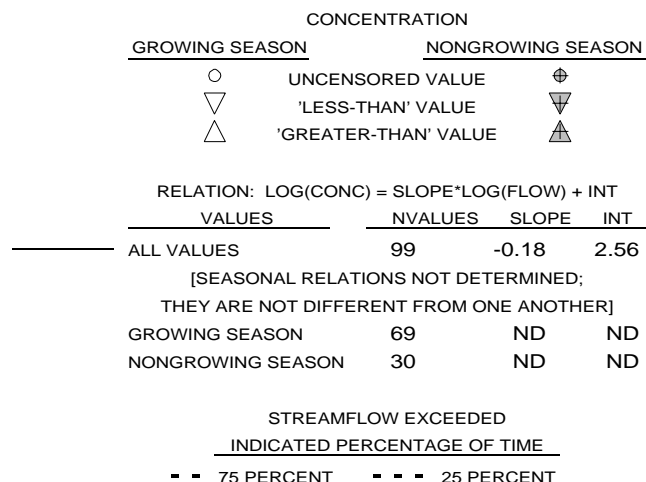 CONCENTRATION
GROWING SEASON NONGROWING SEASON
UNCENSORED VALUE
'LESS-THAN' VALUE
'GREATER-THAN' VALUE
RELATION: LOG(CONC) = SLOPE*LOG(FLOW) + INT
VALUES NVALUES SLOPE INT
ALL VALUES 99 -0.18 2.56
[SEASONAL RELATIONS NOT DETERMINED;
THEY ARE NOT DIFFERENT FROM ONE ANOTHER]
GROWING SEASON 69 ND ND
NONGROWING SEASON 30 ND ND
STREAMFLOW EXCEEDED
INDICATED PERCENTAGE OF TIME
75 PERCENT 25 PERCENT